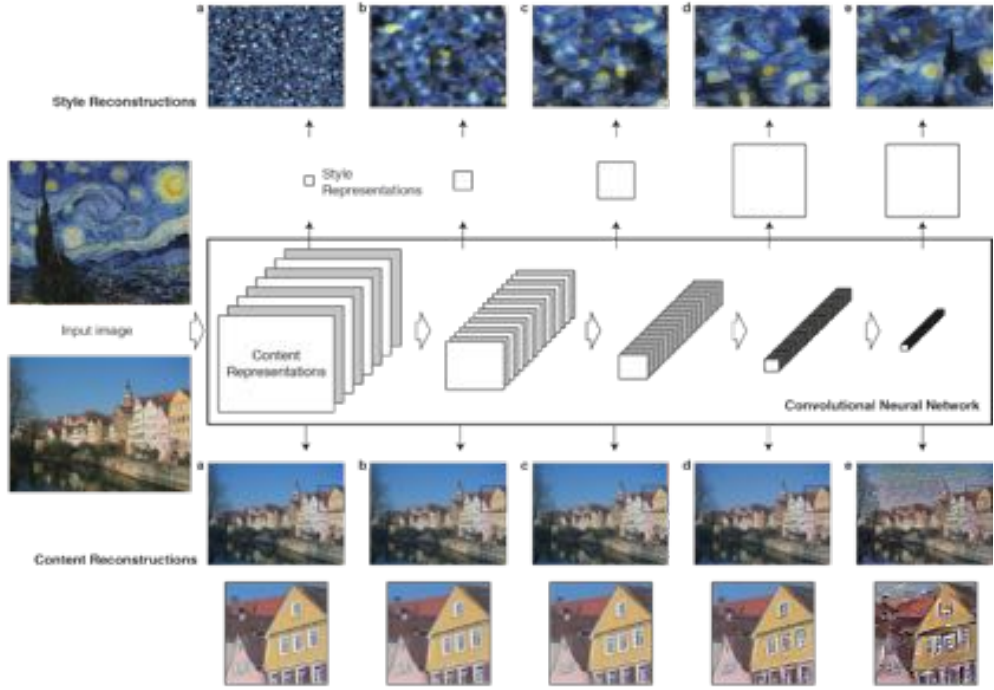 a b c d e
Style Reconstructions
Style
Representations
Input image
Content
Representations
Convolutional Neural Network
a b c d e
Content Reconstructions